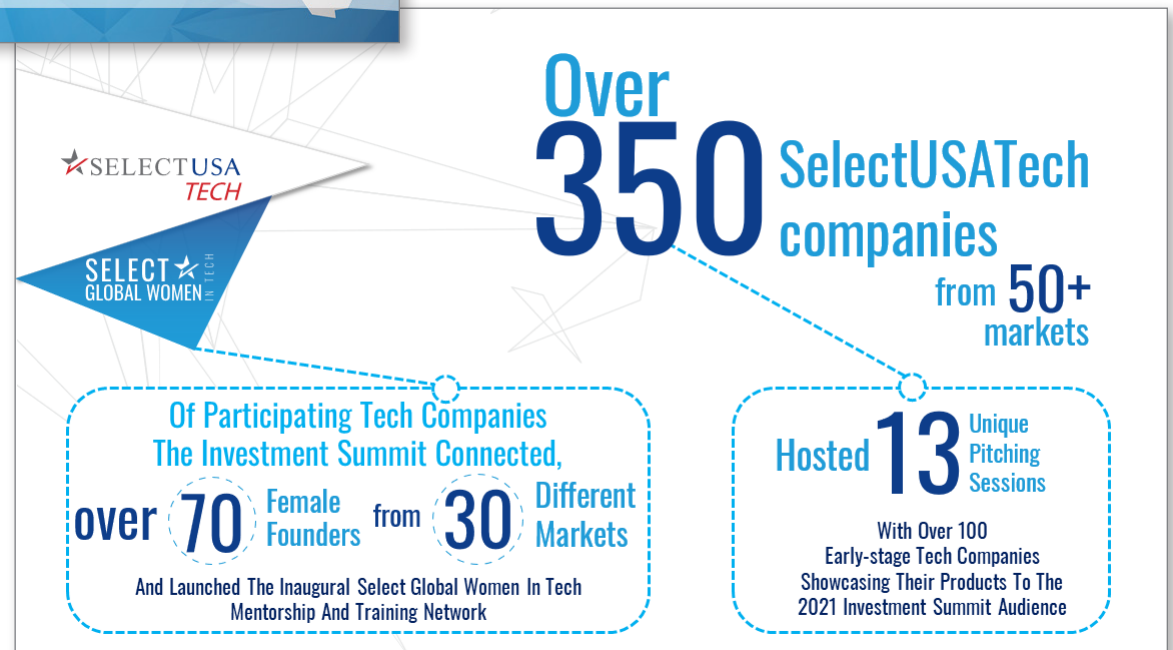 SELECTUSA
TECH
SELECT
GLOBAL WOMEN
IN TECH
Over
350
SelectUSATech
companies
from 50+
markets
Of Participating Tech Companies
The Investment Summit Connected,
over 70 Female Founders from 30 Different Markets
And Launched The Inaugural Select Global Women In Tech
Mentorship And Training Network
Hosted 13 Unique
Pitching
Sessions
With Over 100
Early-stage Tech Companies
Showcasing Their Products To The
2021 Investment Summit Audience